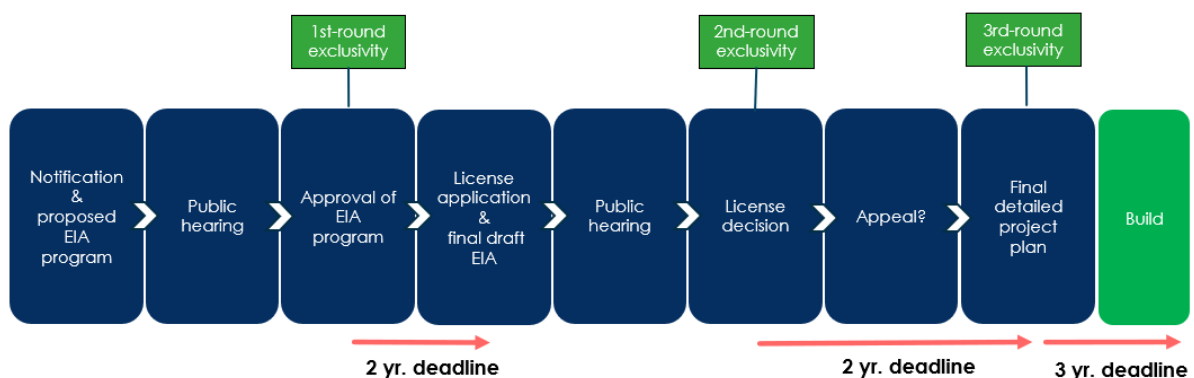 1st-round
exclusivity
2nd-round
exclusivity
3rd-round
exclusivity
Notification
&
proposed
EIA
program
Public
hearing
Approval of
EIA
program
License
application
&
final draft
EIA
Public
hearing
License
decision
Appeal?
Final
detailed
project
plan
Build
2 yr. deadline
2 yr. deadline
3 yr. deadline